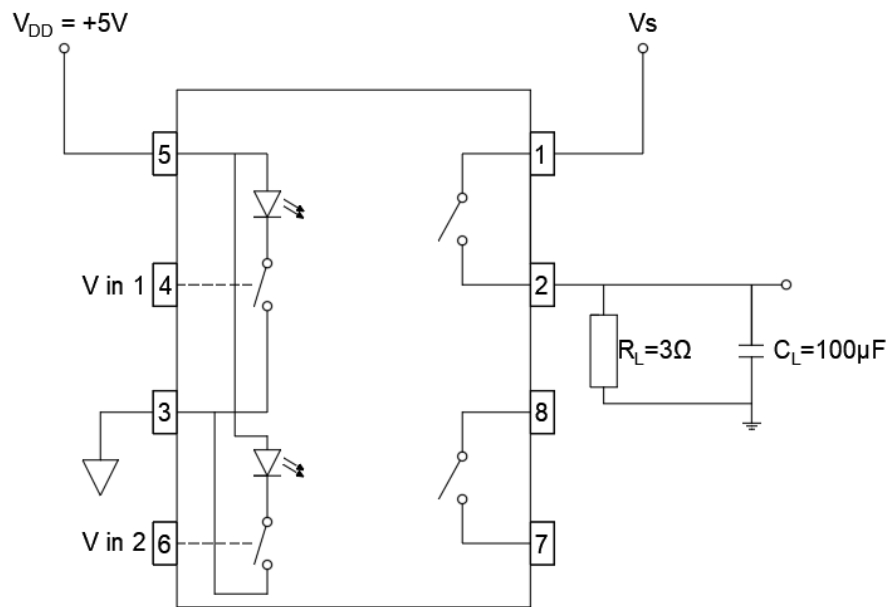 V_DD = +5V
Vs
5
1
V in 1
4
2
R_L=3Ω
C_L=100µF
3
8
V in 2
6
7